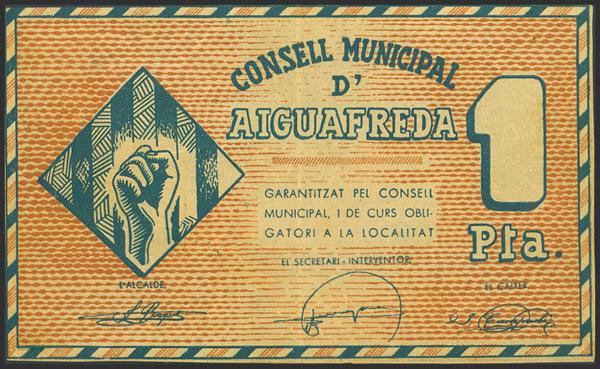 CONSELL MUNICIPAL
D'
AIGUAFREDA
1
Pta.
GARANTITZAT PEL CONSELL
MUNICIPAL, I DE CURS OBLI-
GATORI A LA LOCALITAT
EL SECRETARI - INTERVENTOR,
L'ALCALDE,
EL CAIXER,